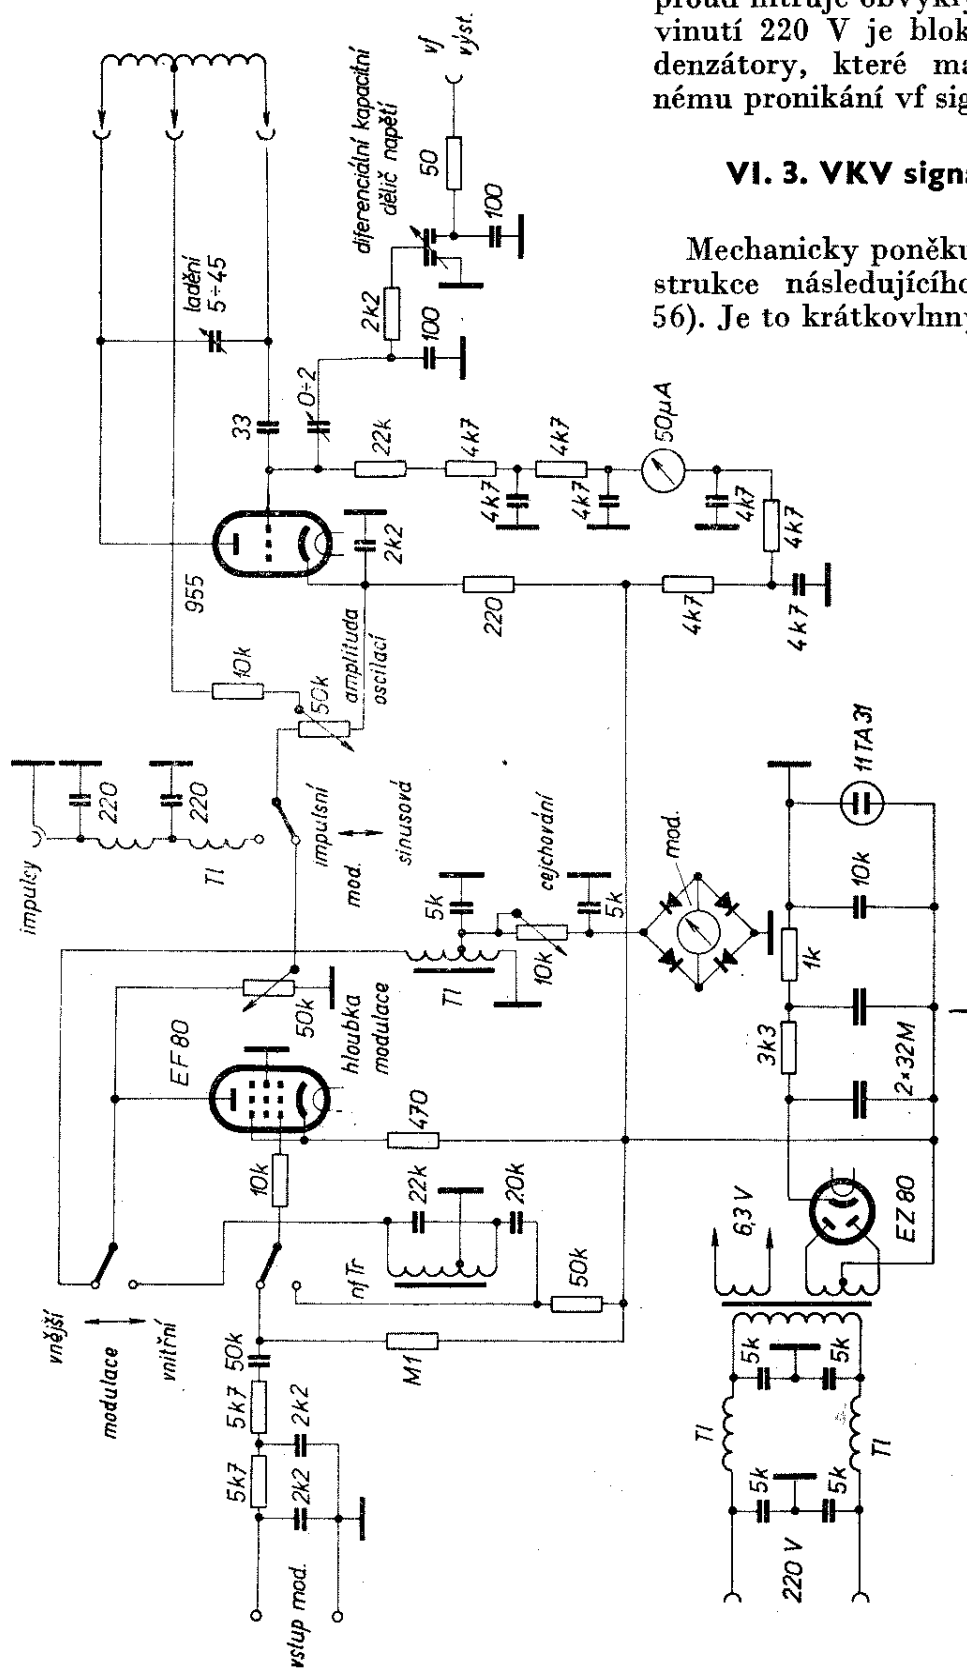 vinutí 220 V je blok
denzátory, které ma
nému pronikání vf sig
VI. 3. VKV signa
Mechanicky poněku
strukce následujícího
56). Je to krátkovlnný
vstup mod.
5k7
5k7
2k2
2k2
50k
vnější
modulace
vnitřní
M1
nf Tr
22k
20k
50k
10k
EF 80
470
50k
hloubka
modulace
impulsy
220
220
Tl
impulsní
mod.
sinusová
Tl
5k
cejchování
10k
5k
mod.
10k
50k
amplituda
oscilací
955
2k2
220
33
ladění
5÷45
0÷2
22k
4k7
4k7
4k7
4k7
50µA
4k7
4k7
4k7
4k7
2k2
100
diferenciální kapacitní
dělič napětí
50
100
vf
výst.
220 V
5k
5k
Tl
Tl
5k
5k
6,3 V
EZ 80
3k3
2×32M
1k
10k
11TA31